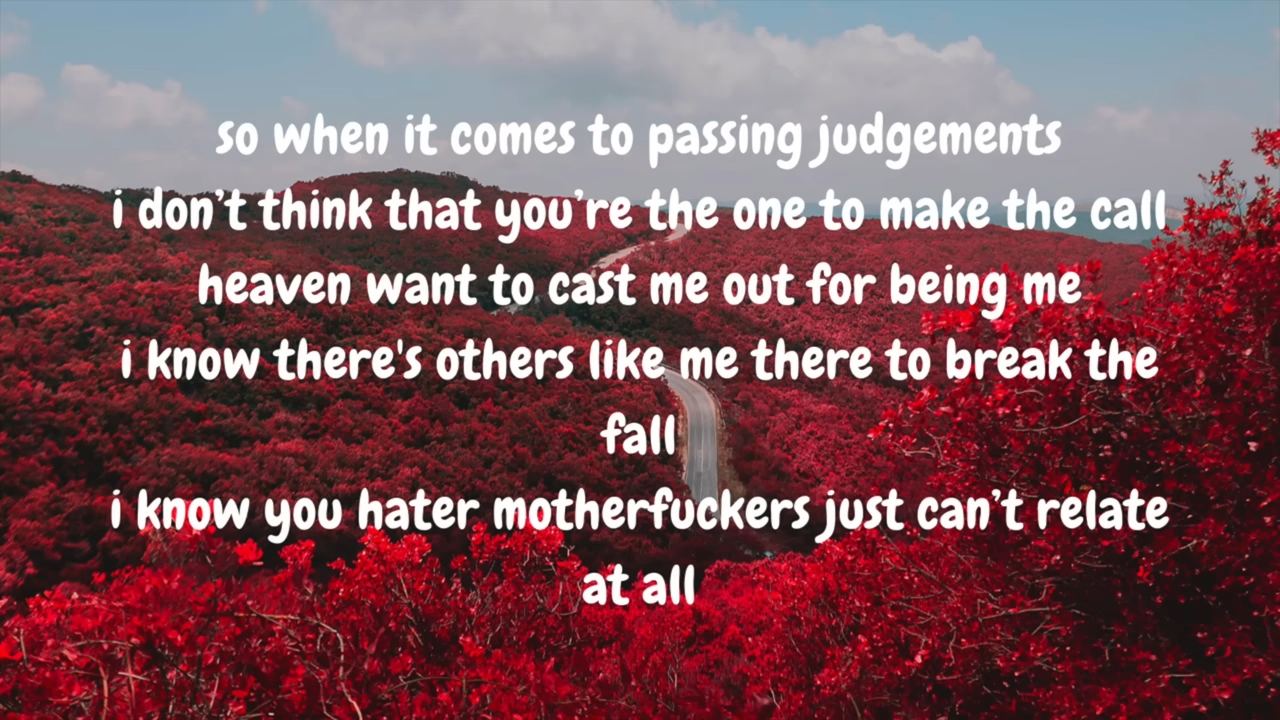 so when it comes to passing judgements
i don’t think that you’re the one to make the call
heaven want to cast me out for being me
i know there's others like me there to break the
fall
i know you hater motherfuckers just can’t relate
at all